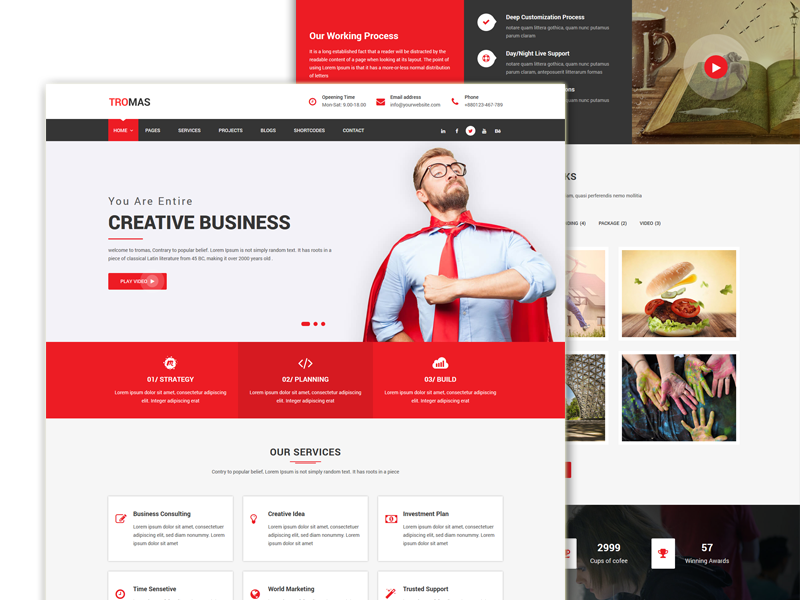 Our Working Process
It is a long established fact that a reader will be distracted by the
readable content of a page when looking at its layout. The point of
using Lorem Ipsum is that it has a more-or-less normal distribution
of letters
Deep Customization Process
notare quam littera gothica, quam nunc putamus
parum claram
Day/Night Live Support
notare quam littera gothica, quam nunc putamus
parum claram, anteposuerit litterarum formas
quam nunc putamus
TROMAS
Opeening Time
Mon-Sat: 9.00-18.00
Email address
info@yourwebsite.com
Phone
+880123-467-789
HOME
PAGES
SERVICES
PROJECTS
BLOGS
SHORTCODES
CONTACT
You Are Entire
CREATIVE BUSINESS
welcome to tromas, Contrary to popular belief. Lorem Ipsum is not simply random text. It has roots in a
piece of classical Latin literature from 45 BC, making it over 2000 years old .
PLAY VIDEO
01/ STRATEGY
Lorem ipsum dolor sit amet, consectetur adipiscing
elit. Integer adipiscing erat
02/ PLANNING
Lorem ipsum dolor sit amet, consectetur adipiscing
elit. Integer adipiscing erat
03/ BUILD
Lorem ipsum dolor sit amet, consectetur adipiscing
elit. Integer adipiscing erat
KS
quasi perferendis nemo mollitia
(4)
PACKAGE (2)
VIDEO (3)
OUR SERVICES
Contry to popular belief, Lorem Ipsum is not simply random text. It has roots in a piece
Business Consulting
Lorem ipsum dolor sit amet, consectetuer
adipiscing elit, sed diam nonummy. Lorem
ipsum dolor sit amet
Creative Idea
Lorem ipsum dolor sit amet, consectetuer
adipiscing elit, sed diam nonummy. Lorem
ipsum dolor sit amet
Investment Plan
Lorem ipsum dolor sit amet, consectetuer
adipiscing elit, sed diam nonummy. Lorem
ipsum dolor sit amet
Time Sensetive
World Marketing
Trusted Support
2999
Cups of cofee
57
Winning Awards